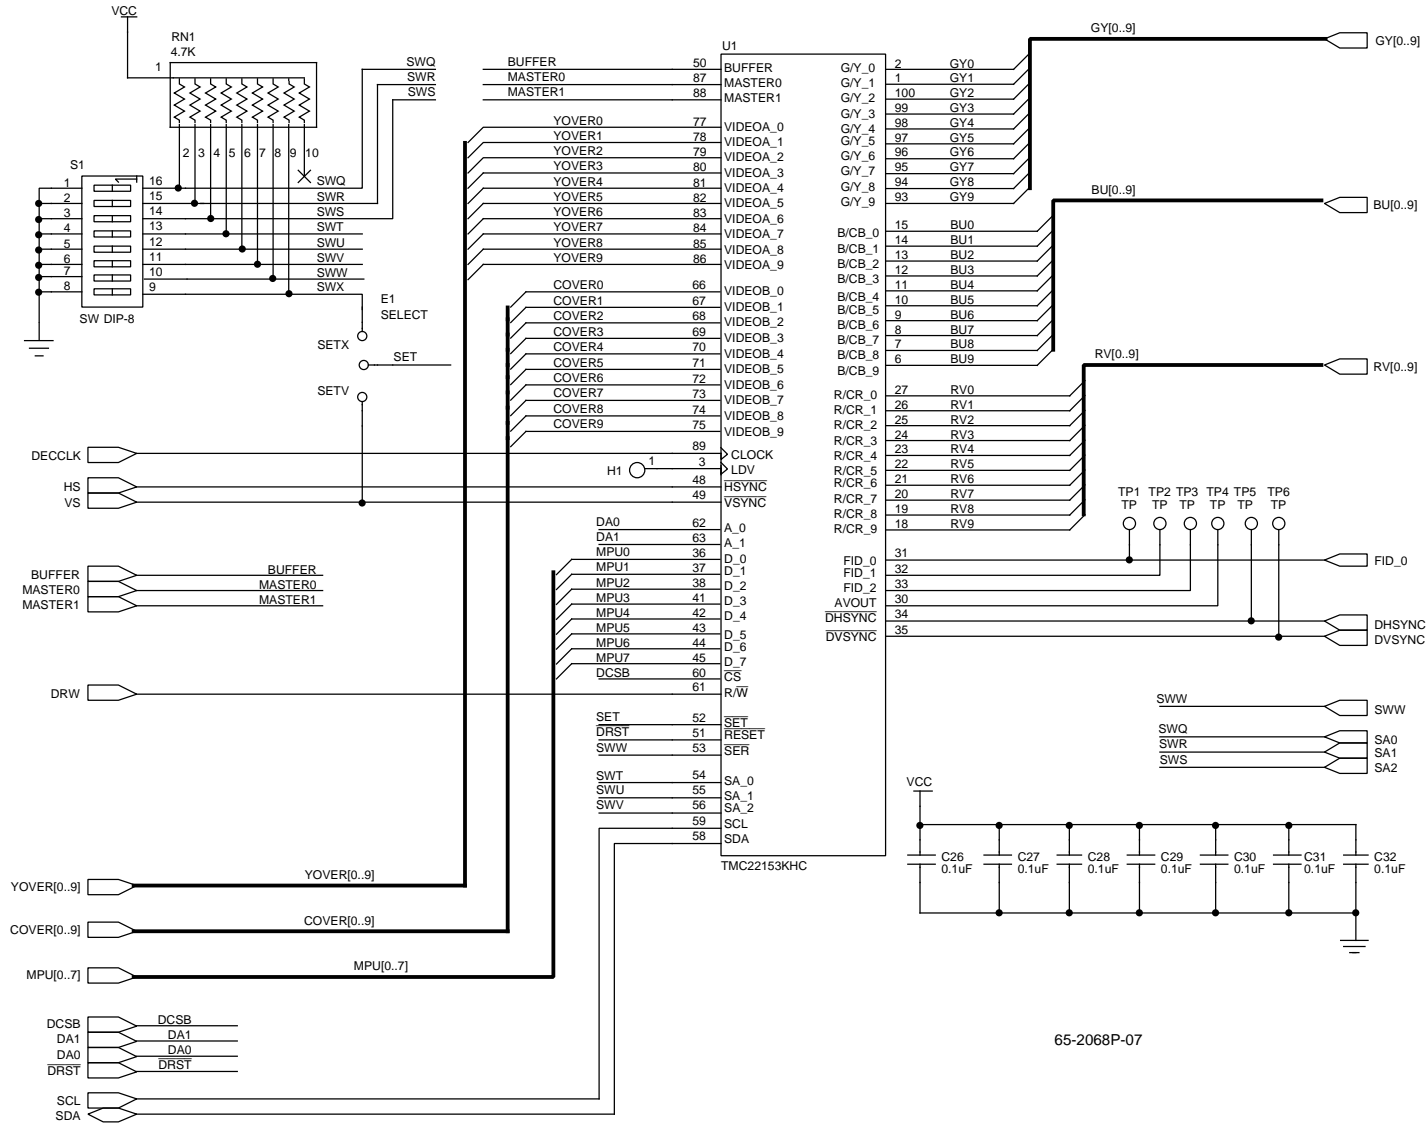 VCC
RN1
4.7K
1
2 3 4 5 6 7 8 9 10
SWQ
SWR
SWS
S1
1 16 SWQ
2 15 SWR
3 14 SWS
4 13 SWT
5 12 SWU
6 11 SWV
7 10 SWW
8 9 SWX
SW DIP-8
E1
SELECT
SETX
SET
SETV
U1
BUFFER 50 BUFFER
MASTER0 87 MASTER0
MASTER1 88 MASTER1
YOVER0 77 VIDEOA_0
YOVER1 78 VIDEOA_1
YOVER2 79 VIDEOA_2
YOVER3 80 VIDEOA_3
YOVER4 81 VIDEOA_4
YOVER5 82 VIDEOA_5
YOVER6 83 VIDEOA_6
YOVER7 84 VIDEOA_7
YOVER8 85 VIDEOA_8
YOVER9 86 VIDEOA_9
COVER0 66 VIDEOB_0
COVER1 67 VIDEOB_1
COVER2 68 VIDEOB_2
COVER3 69 VIDEOB_3
COVER4 70 VIDEOB_4
COVER5 71 VIDEOB_5
COVER6 72 VIDEOB_6
COVER7 73 VIDEOB_7
COVER8 74 VIDEOB_8
COVER9 75 VIDEOB_9
DECCLK 89 CLOCK
H1 1 3 LDV
HS 48 HSYNC
VS 49 VSYNC
DA0 62 A_0
DA1 63 A_1
MPU0 36 D_0
MPU1 37 D_1
MPU2 38 D_2
MPU3 41 D_3
MPU4 42 D_4
MPU5 43 D_5
MPU6 44 D_6
MPU7 45 D_7
DCSB 60 CS
BUFFER BUFFER
MASTER0 MASTER0
MASTER1 MASTER1
DRW 61 R/W
SET 52 SET
DRST 51 RESET
SWW 53 SER
SWT 54 SA_0
SWU 55 SA_1
SWV 56 SA_2
59 SCL
58 SDA
TMC22153KHC
YOVER[0..9] YOVER[0..9]
COVER[0..9] COVER[0..9]
MPU[0..7] MPU[0..7]
DCSB DCSB
DA1 DA1
DA0 DA0
DRST DRST
SCL
SDA
GY[0..9] GY[0..9]
G/Y_0 2 GY0
G/Y_1 1 GY1
G/Y_2 100 GY2
G/Y_3 99 GY3
G/Y_4 98 GY4
G/Y_5 97 GY5
G/Y_6 96 GY6
G/Y_7 95 GY7
G/Y_8 94 GY8
G/Y_9 93 GY9
BU[0..9] BU[0..9]
B/CB_0 15 BU0
B/CB_1 14 BU1
B/CB_2 13 BU2
B/CB_3 12 BU3
B/CB_4 11 BU4
B/CB_5 10 BU5
B/CB_6 9 BU6
B/CB_7 8 BU7
B/CB_8 7 BU8
B/CB_9 6 BU9
RV[0..9] RV[0..9]
R/CR_0 27 RV0
R/CR_1 26 RV1
R/CR_2 25 RV2
R/CR_3 24 RV3
R/CR_4 23 RV4
R/CR_5 22 RV5
R/CR_6 21 RV6
R/CR_7 20 RV7
R/CR_8 19 RV8
R/CR_9 18 RV9
TP1 TP2 TP3 TP4 TP5 TP6
TP TP TP TP TP TP
FID_0 31 FID_0
FID_1 32
FID_2 33
AVOUT 30
DHSYNC 34 DHSYNC
DVSYNC 35 DVSYNC
SWW SWW
SWQ SA0
SWR SA1
SWS SA2
VCC
C26 C27 C28 C29 C30 C31 C32
0.1uF 0.1uF 0.1uF 0.1uF 0.1uF 0.1uF 0.1uF
65-2068P-07